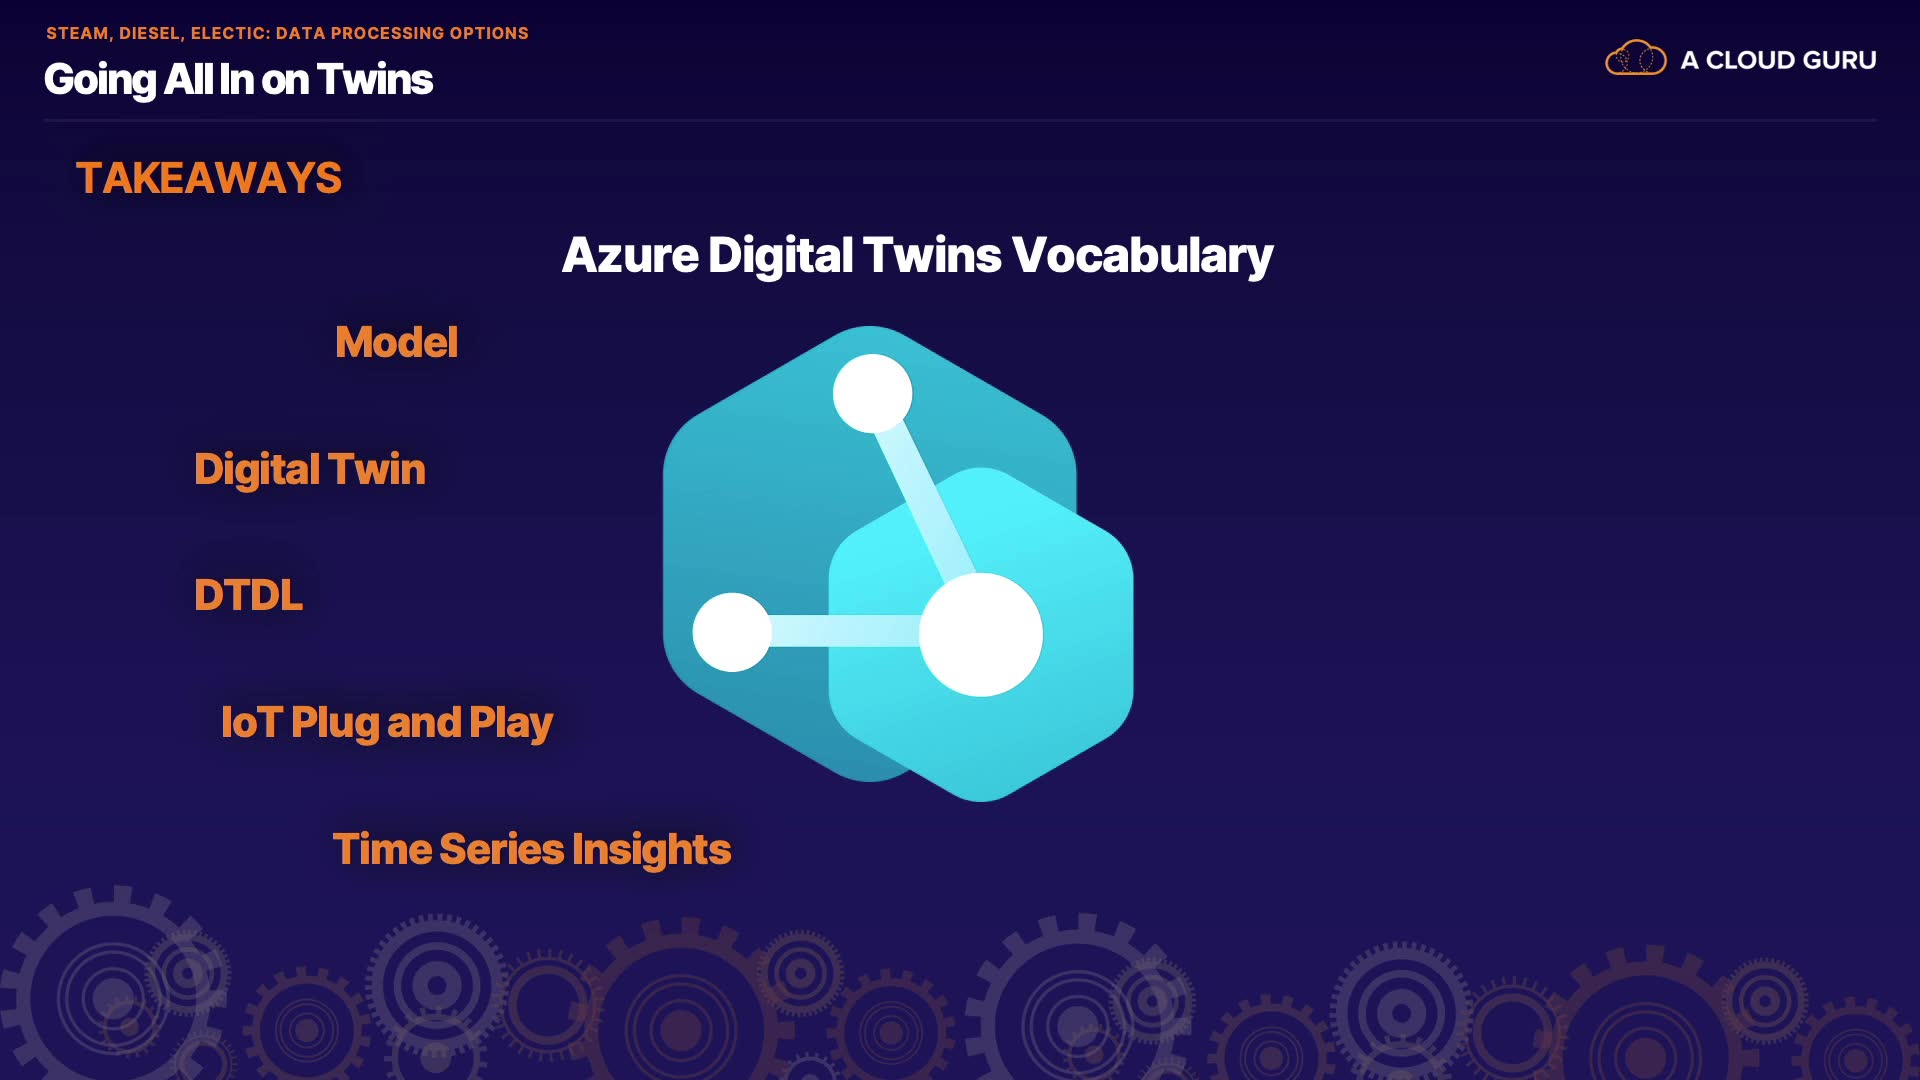 STEAM, DIESEL, ELECTIC: DATA PROCESSING OPTIONS
Going All In on Twins
A CLOUD GURU
TAKEAWAYS
Azure Digital Twins Vocabulary
Model
Digital Twin
DTDL
IoT Plug and Play
Time Series Insights